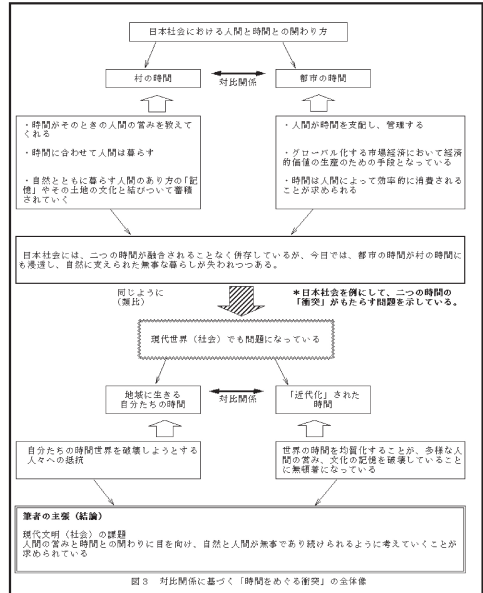 日本社会における人間と時間との関わり方
村の時間
対比関係
都市の時間
・時間がそのときの人間の営みを教えて
くれる
・時間に合わせて人間は暮らす
・自然とともに暮らす人間のあり方の「記
憶」やその土地の文化と結びついて蓄積
されていく
・人間が時間を支配し、管理する
・グローバル化する市場経済において経済
的価値の生産のための手段となっている
・時間は人間によって効率的に消費される
ことが求められる
日本社会には、二つの時間が融合されることなく併存しているが、今日では、都市の時間が村の時間に
も浸透し、自然に支えられた無事な暮らしが失われつつある。
同じように
（類比）
＊日本社会を例にして、二つの時間の
「衝突」がもたらす問題を示している。
現代世界（社会）でも問題になっている
地域に生きる
自分たちの時間
対比関係
「近代化」された
時間
自分たちの時間世界を破壊しようとする
人々への抵抗
世界の時間を均質化することが、多様な人
間の営み、文化の記憶を破壊していること
に無頓着になっている
筆者の主張（結論）
現代文明（社会）の課題
人間の営みと時間との関わりに目を向け、自然と人間が無事であり続けられるように考えていくことが
求められている
図３　対比関係に基づく「時間をめぐる衝突」の全体像